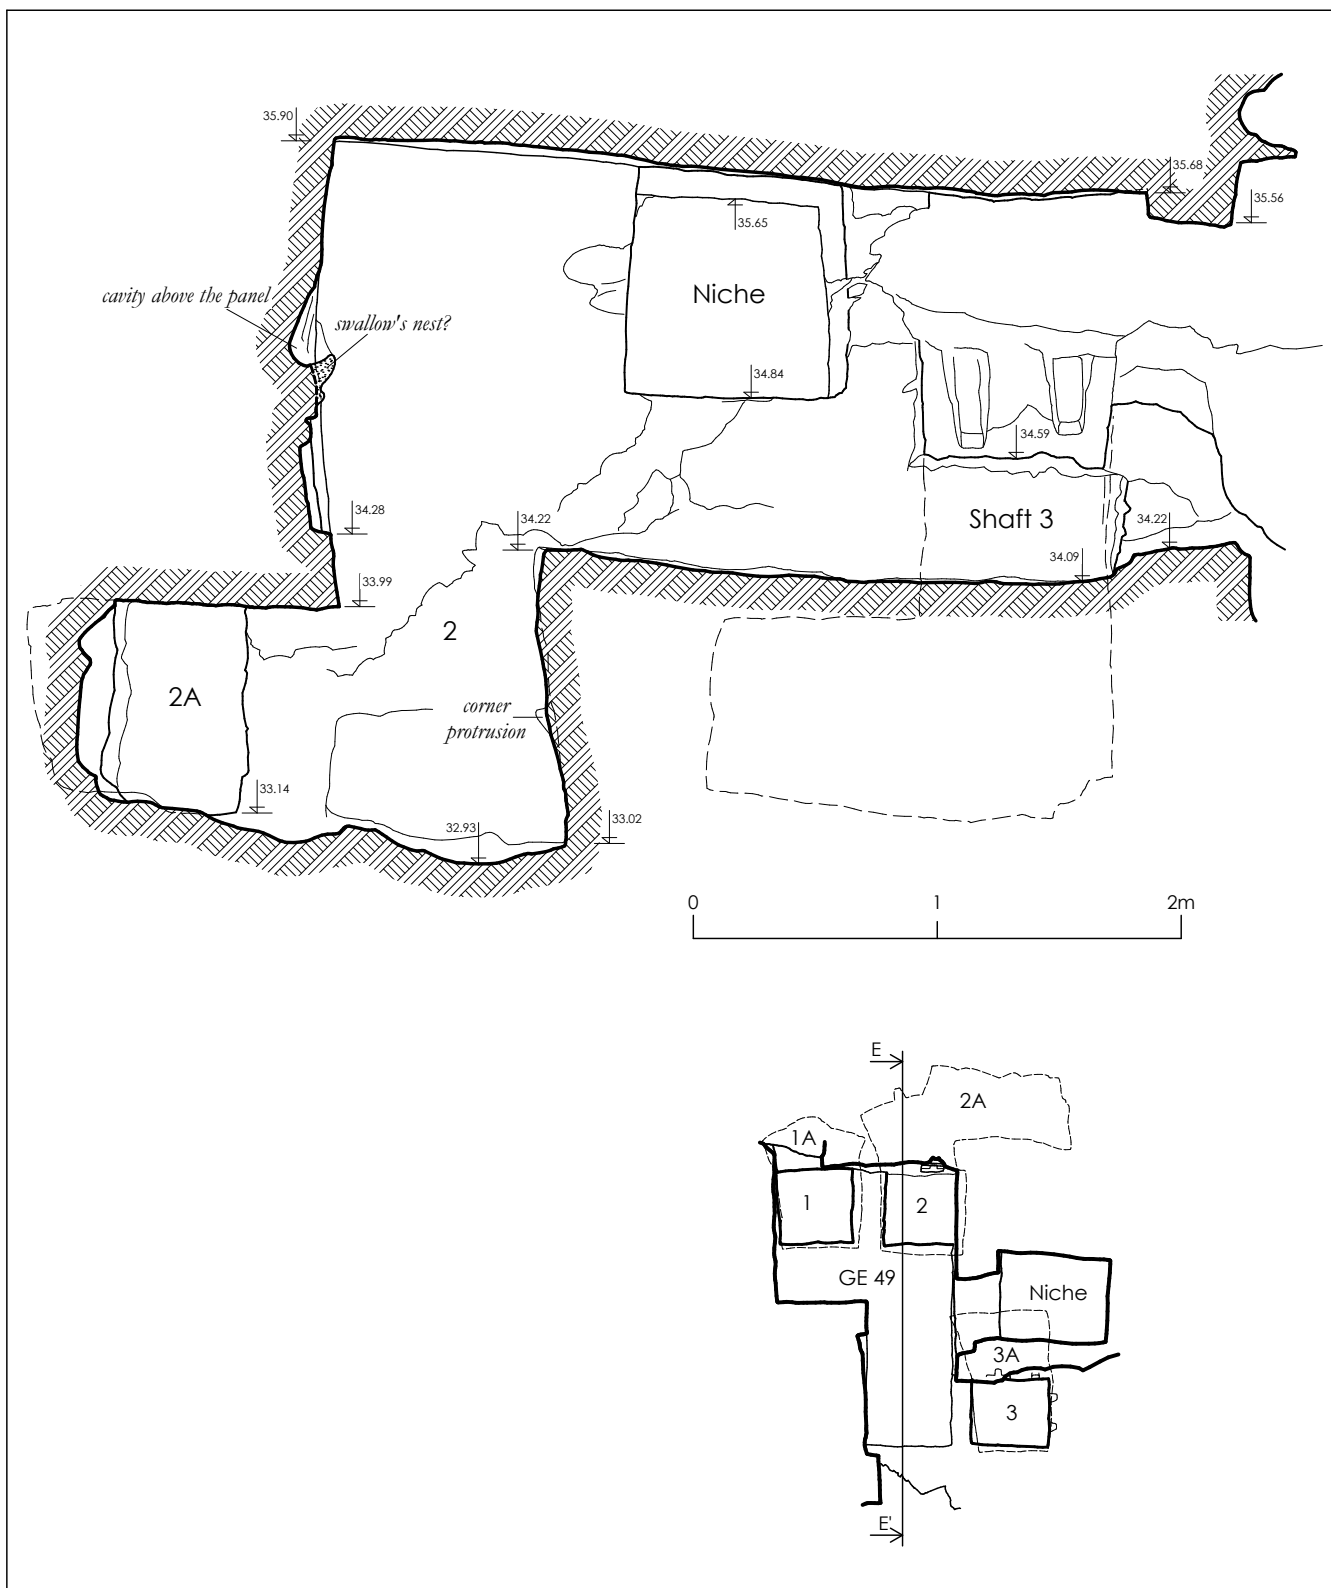 35.90
35.68
35.56
35.65
cavity above the panel
Niche
swallow's nest?
34.84
34.59
34.28
34.22
Shaft 3
34.22
34.09
33.99
2
2A
corner
protrusion
33.14
32.93
33.02
0
1
2m
E
2A
1A
1
2
GE 49
Niche
3A
3
E'